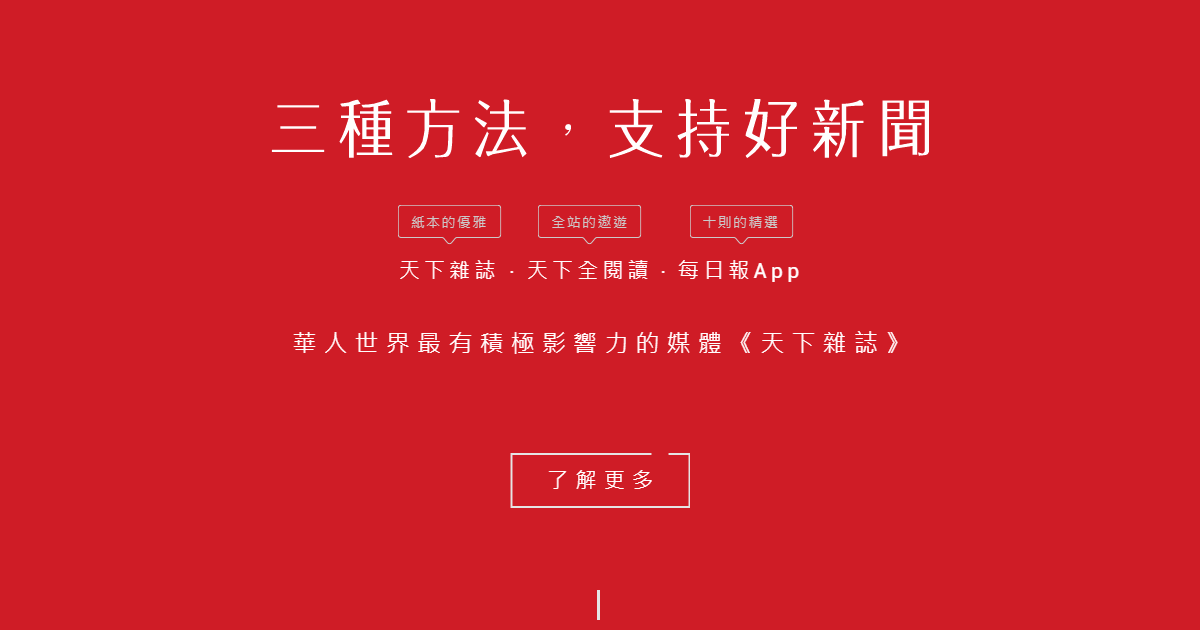 三種方法，支持好新聞
紙本的優雅 全站的遨遊 十則的精選
天下雜誌 · 天下全閱讀 · 每日報App
華人世界最有積極影響力的媒體《天下雜誌》
了解更多